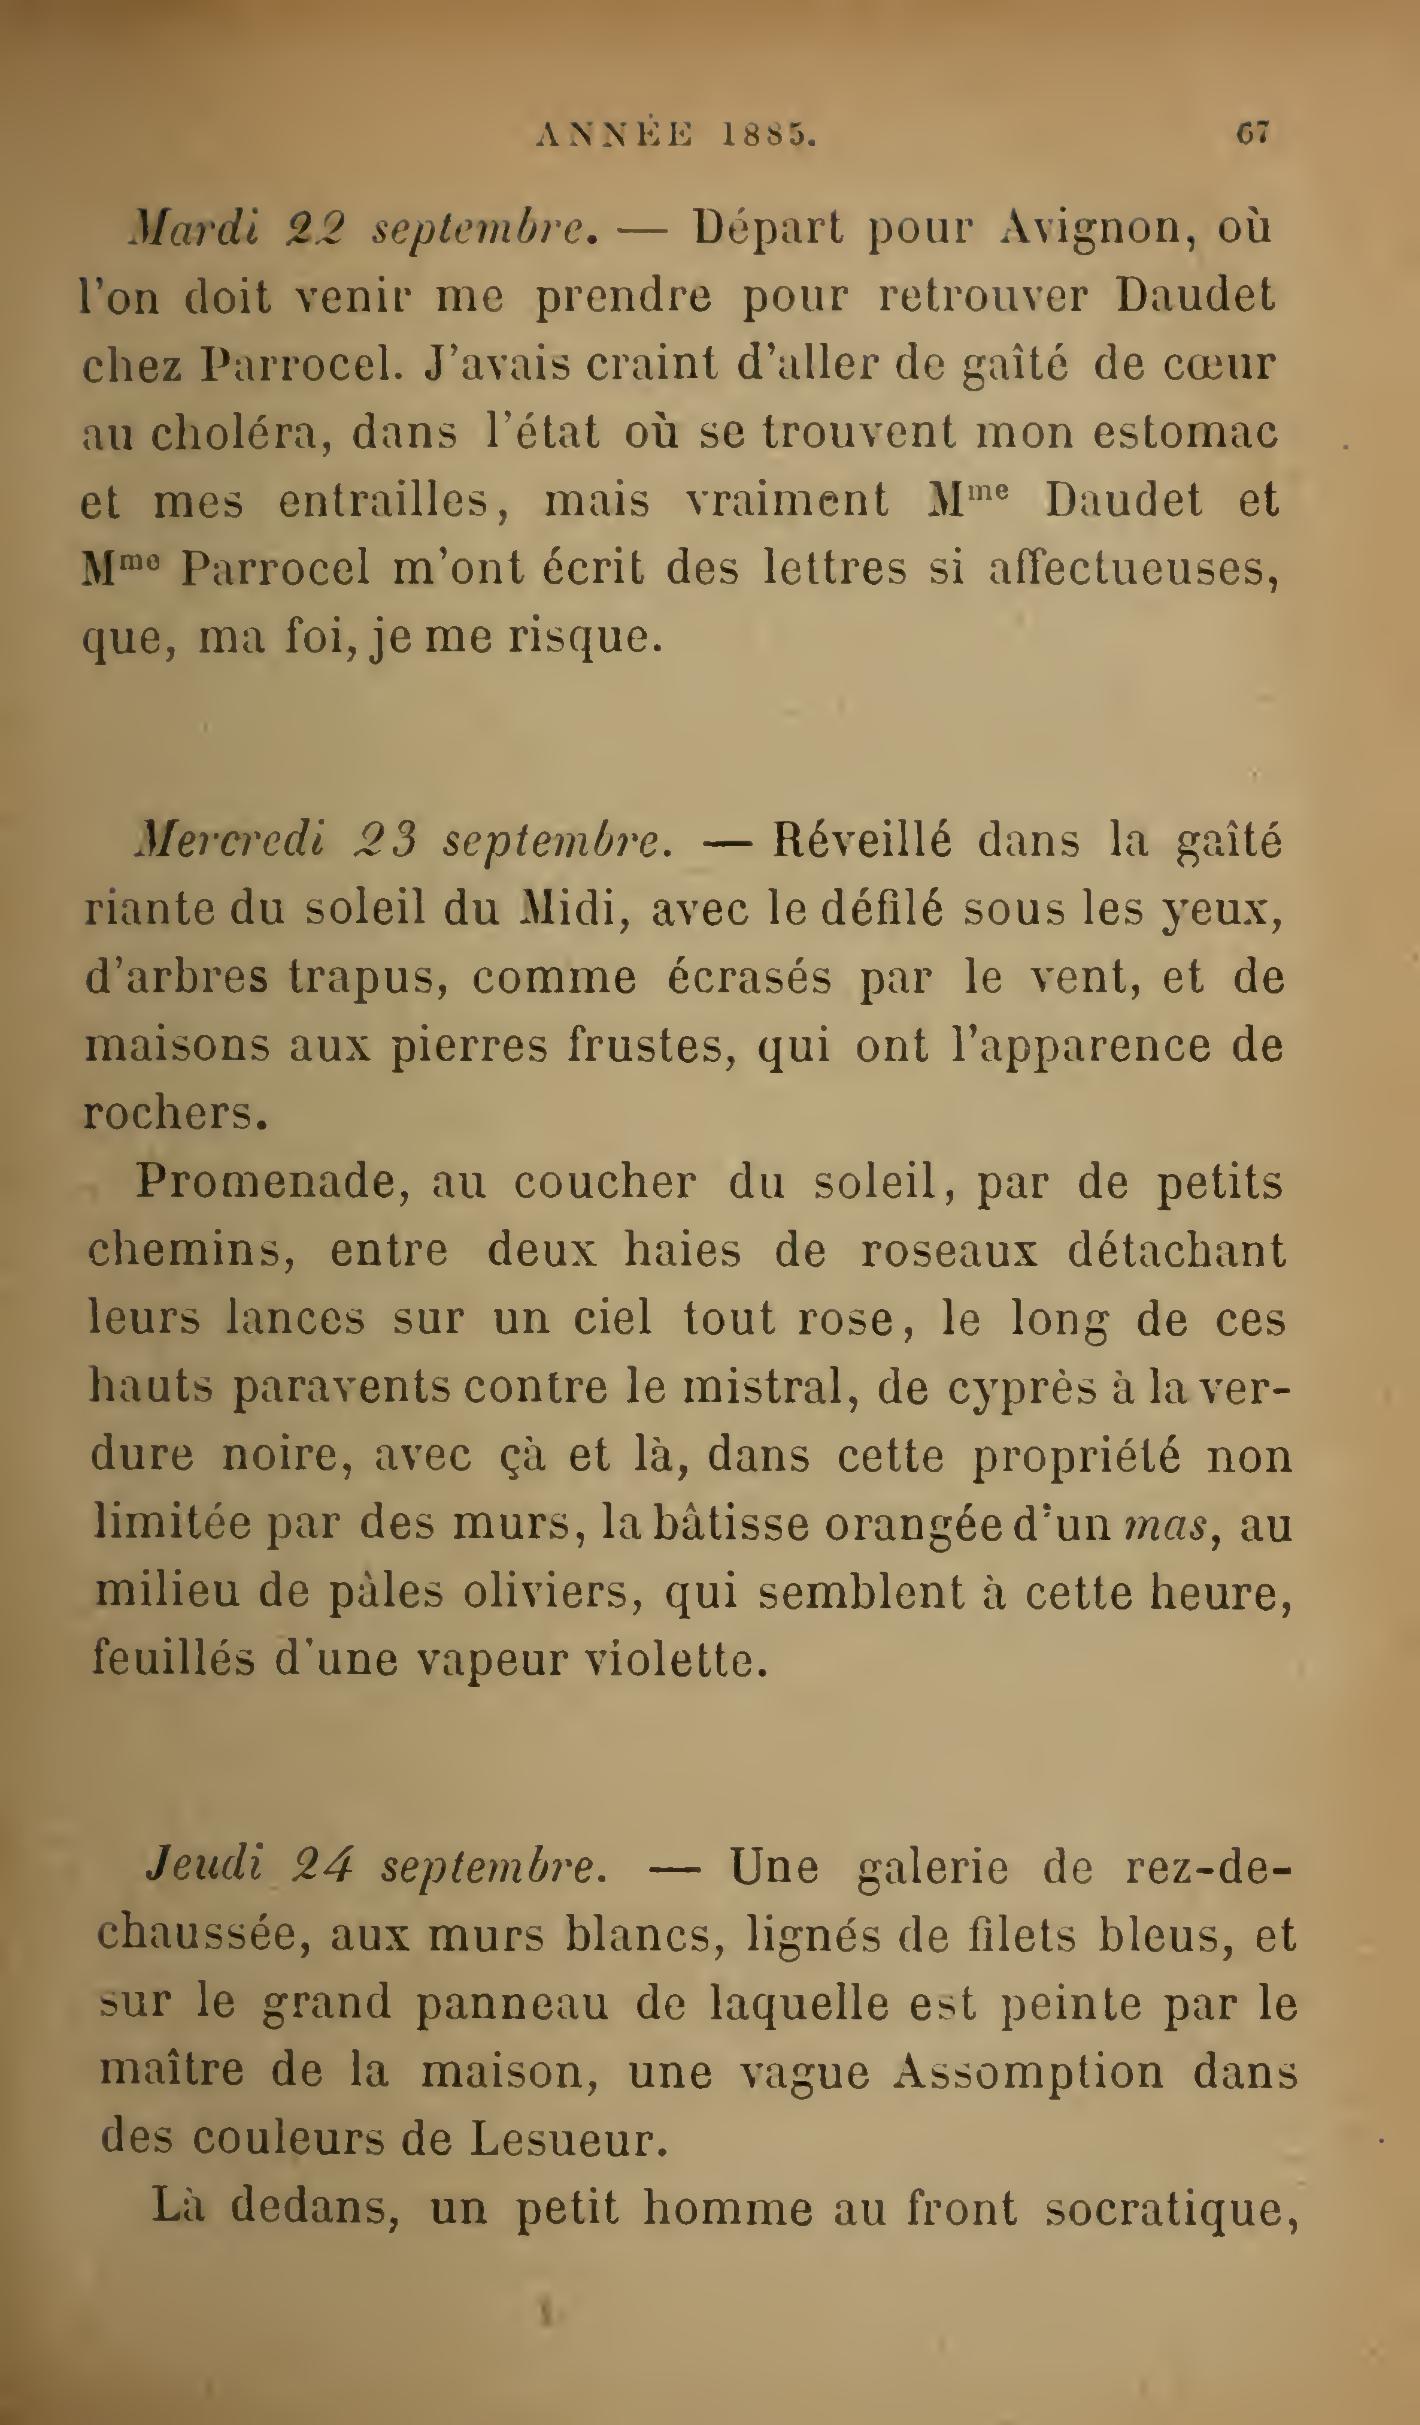 ANNÉE 1885. 67
Mardi 22 septembre. — Départ pour Avignon, où
l'on doit venir me prendre pour retrouver Daudet
chez Parrocel. J'avais craint d'aller de gaîté de cœur
au choléra, dans l'état où se trouvent mon estomac
et mes entrailles, mais vraiment Mme Daudet et
Mme Parrocel m'ont écrit des lettres si affectueuses,
que, ma foi, je me risque.
Mercredi 23 septembre. — Réveillé dans la gaîté
riante du soleil du Midi, avec le défilé sous les yeux,
d'arbres trapus, comme écrasés par le vent, et de
maisons aux pierres frustes, qui ont l'apparence de
rochers.
Promenade, au coucher du soleil, par de petits
chemins, entre deux haies de roseaux détachant
leurs lances sur un ciel tout rose, le long de ces
hauts paravents contre le mistral, de cyprès à la ver-
dure noire, avec çà et là, dans cette propriété non
limitée par des murs, la bâtisse orangée d'un mas, au
milieu de pâles oliviers, qui semblent à cette heure,
feuillés d'une vapeur violette.
Jeudi 24 septembre. — Une galerie de rez-de-
chaussée, aux murs blancs, lignés de filets bleus, et
sur le grand panneau de laquelle est peinte par le
maître de la maison, une vague Assomption dans
des couleurs de Lesueur.
Là dedans, un petit homme au front socratique,